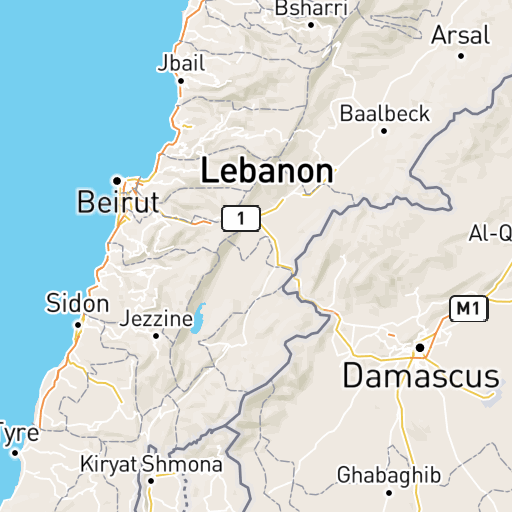 Bsharri
Arsal
Jbail
Baalbeck
Lebanon
Beirut
1
Al-Q
M1
Sidon
Jezzine
Damascus
Tyre
Kiryat Shmona
Ghabaghib